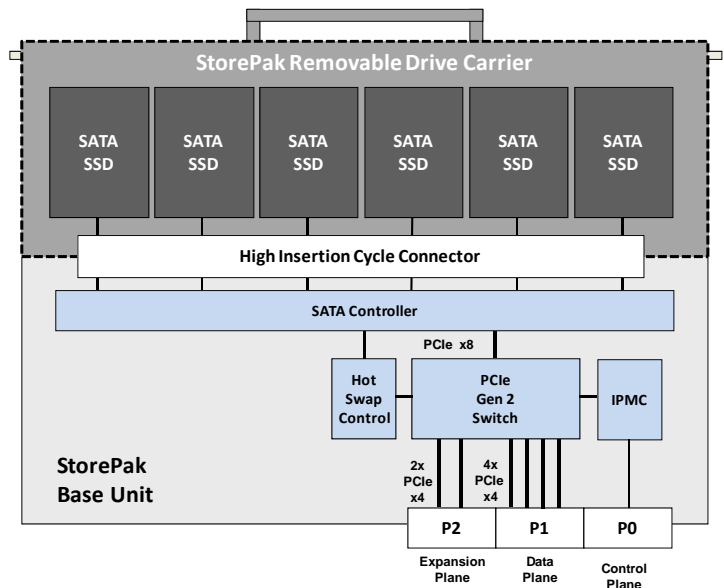 StorePak Removable Drive Carrier
SATA
SSD
SATA
SSD
SATA
SSD
SATA
SSD
SATA
SSD
SATA
SSD
High Insertion Cycle Connector
SATA Controller
PCIe x8
Hot
Swap
Control
PCIe
Gen 2
Switch
IPMC
StorePak
Base Unit
2x
PCIe
x4
4x
PCIe
x4
P2
P1
P0
Expansion
Plane
Data
Plane
Control
Plane